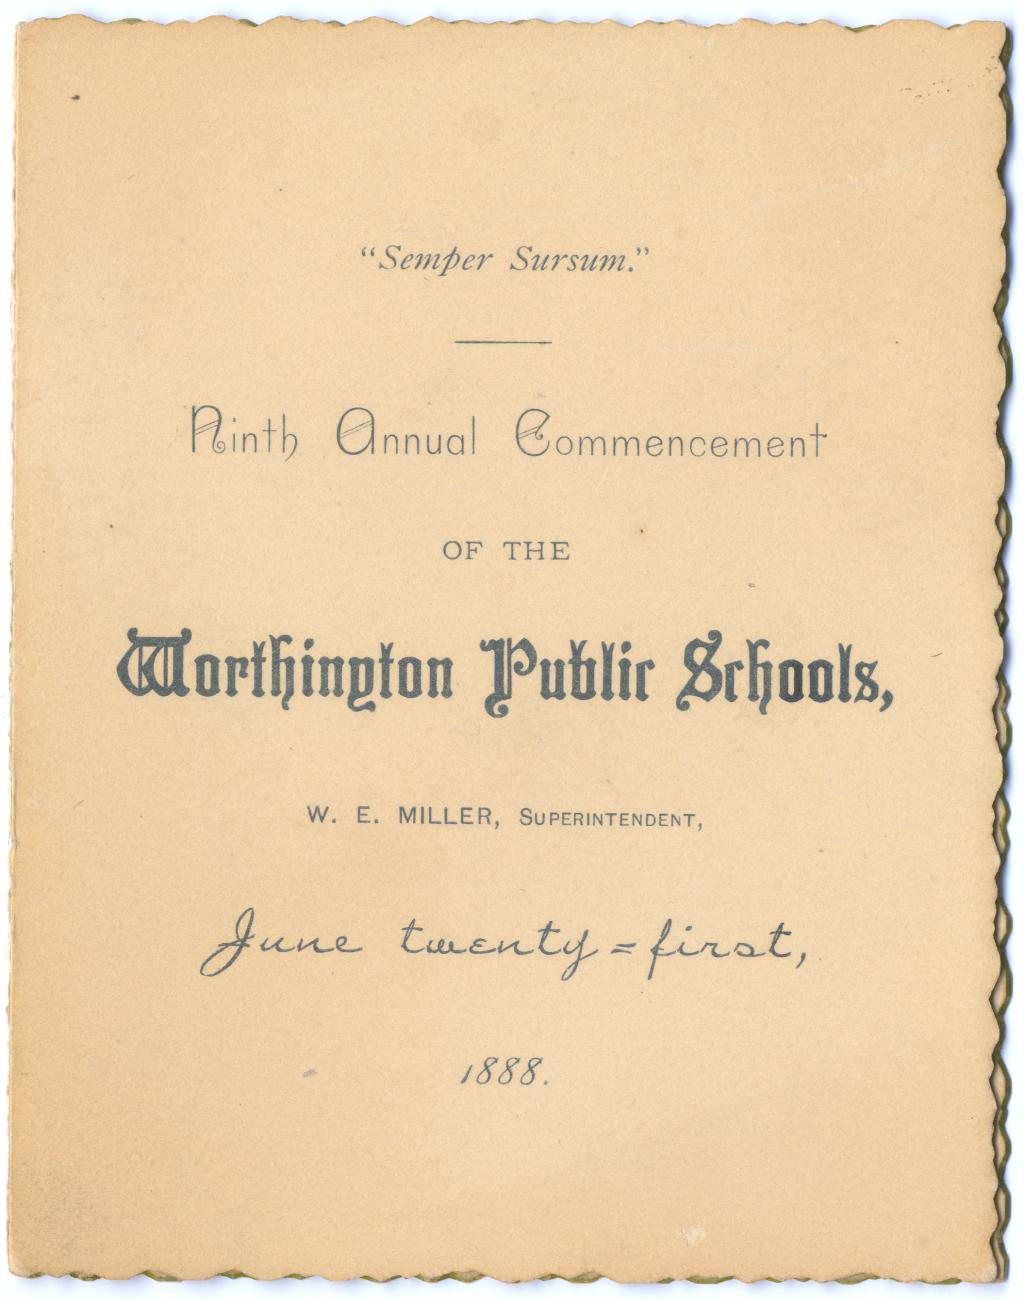 "Semper Sursum."
Ninth Annual Commencement
OF THE
Worthington Public Schools,
W. E. MILLER, SUPERINTENDENT,
June twenty=first,
1888.